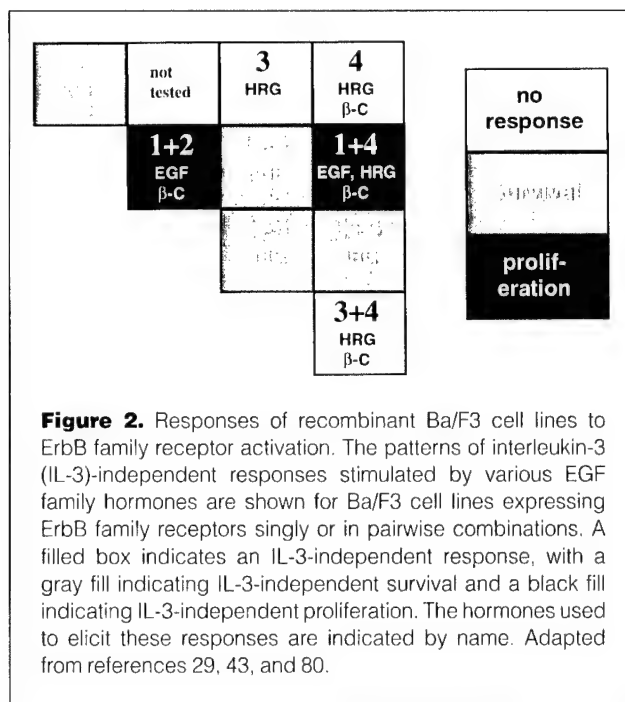 not
tested
3
HRG
4
HRG
β-C
1+2
EGF
β-C
1+4
EGF, HRG
β-C
3+4
HRG
β-C
no
response
prolif-
eration
Figure 2. Responses of recombinant Ba/F3 cell lines to
ErbB family receptor activation. The patterns of interleukin-3
(IL-3)-independent responses stimulated by various EGF
family hormones are shown for Ba/F3 cell lines expressing
ErbB family receptors singly or in pairwise combinations. A
filled box indicates an IL-3-independent response, with a
gray fill indicating IL-3-independent survival and a black fill
indicating IL-3-independent proliferation. The hormones used
to elicit these responses are indicated by name. Adapted
from references 29, 43, and 80.